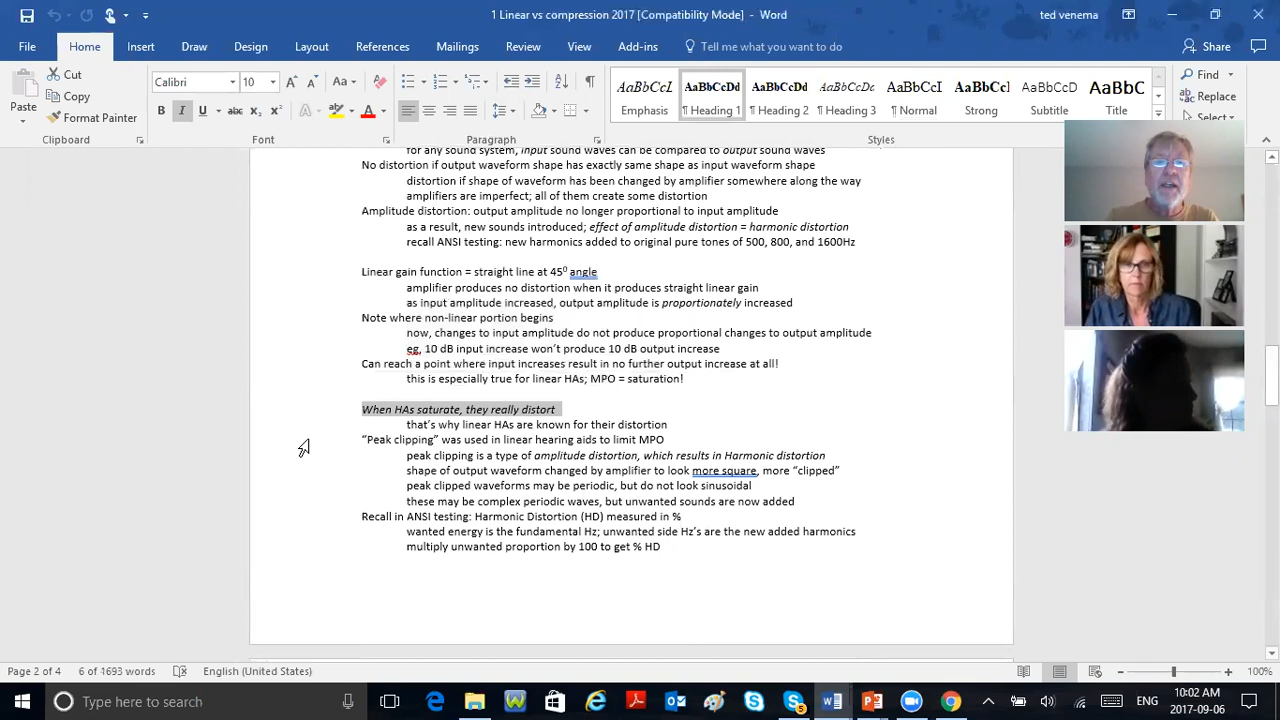 1 Linear vs compression 2017 [Compatibility Mode] - Word
ted venema
File Home Insert Draw Design Layout References Mailings Review View Add-ins Tell me what you want to do Share
Paste
Cut
Copy
Format Painter
Clipboard
Calibri 10
Font
Paragraph
AaBbCcL Emphasis
AaBbCcDd ¶ Heading 1
AaBbCcDd ¶ Heading 2
AaBbCcDc ¶ Heading 3
AaBbCcI ¶ Normal
AaBbCc Strong
AaBbCcD Subtitle
AaBbCc Title
Styles
Find
Replace
Select
for any sound system, input sound waves can be compared to output sound waves
No distortion if output waveform shape has exactly same shape as input waveform shape
distortion if shape of waveform has been changed by amplifier somewhere along the way
amplifiers are imperfect; all of them create some distortion
Amplitude distortion: output amplitude no longer proportional to input amplitude
as a result, new sounds introduced; effect of amplitude distortion = harmonic distortion
recall ANSI testing: new harmonics added to original pure tones of 500, 800, and 1600Hz
Linear gain function = straight line at 45⁰ angle
amplifier produces no distortion when it produces straight linear gain
as input amplitude increased, output amplitude is proportionately increased
Note where non-linear portion begins
now, changes to input amplitude do not produce proportional changes to output amplitude
eg, 10 dB input increase won't produce 10 dB output increase
Can reach a point where input increases result in no further output increase at all!
this is especially true for linear HAs; MPO = saturation!
When HAs saturate, they really distort
that's why linear HAs are known for their distortion
"Peak clipping" was used in linear hearing aids to limit MPO
peak clipping is a type of amplitude distortion, which results in Harmonic distortion
shape of output waveform changed by amplifier to look more square, more "clipped"
peak clipped waveforms may be periodic, but do not look sinusoidal
these may be complex periodic waves, but unwanted sounds are now added
Recall in ANSI testing: Harmonic Distortion (HD) measured in %
wanted energy is the fundamental Hz; unwanted side Hz's are the new added harmonics
multiply unwanted proportion by 100 to get % HD
Page 2 of 4 6 of 1693 words English (United States) 100%
Type here to search
ENG
10:02 AM
2017-09-06